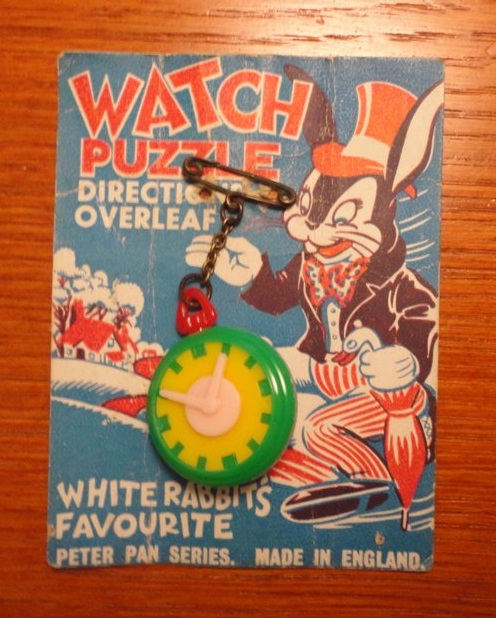 WATCH
PUZZLE
DIRECTIONS
OVERLEAF
WHITE RABBITS
FAVOURITE
PETER PAN SERIES. MADE IN ENGLAND.